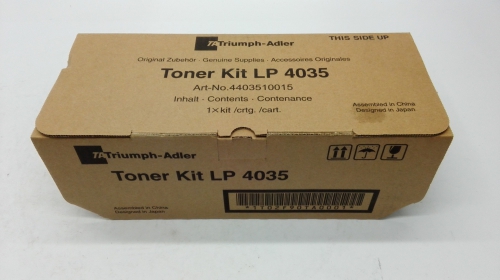 TA Triumph-Adler
THIS SIDE UP
Original Zubehör · Genuine Supplies · Accessoires Originales
Toner Kit LP 4035
Art-No.4403510015
Inhalt · Contents · Contenance
1×kit /crtg. /cart.
Assembled in China
Designed in Japan
TA Triumph-Adler
Toner Kit LP 4035
Assembled in China
Designed in Japan